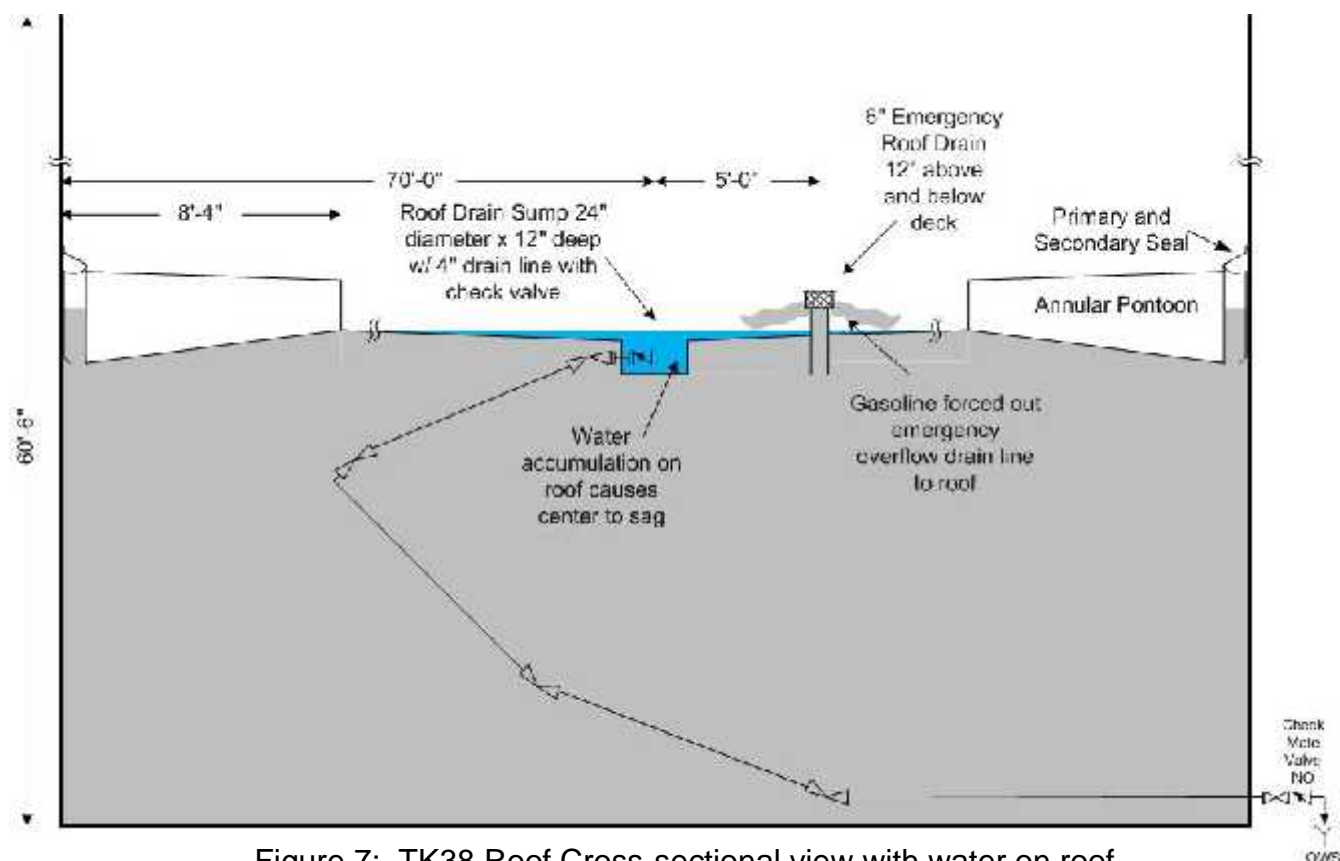 6" Emergency
Roof Drain
12" above
and below
deck
70'-0"
5'-0"
8'-4"
Roof Drain Sump 24"
diameter x 12" deep
w/ 4" drain line with
check valve
Primary and
Secondary Seal
Annular Pontoon
60'-6"
Water
accumulation on
roof causes
center to sag
Gasoline forced out
emergency
overflow drain line
to roof
Check
Valve
NO
Figure 7: TK38 Roof Cross-sectional view with water on roof